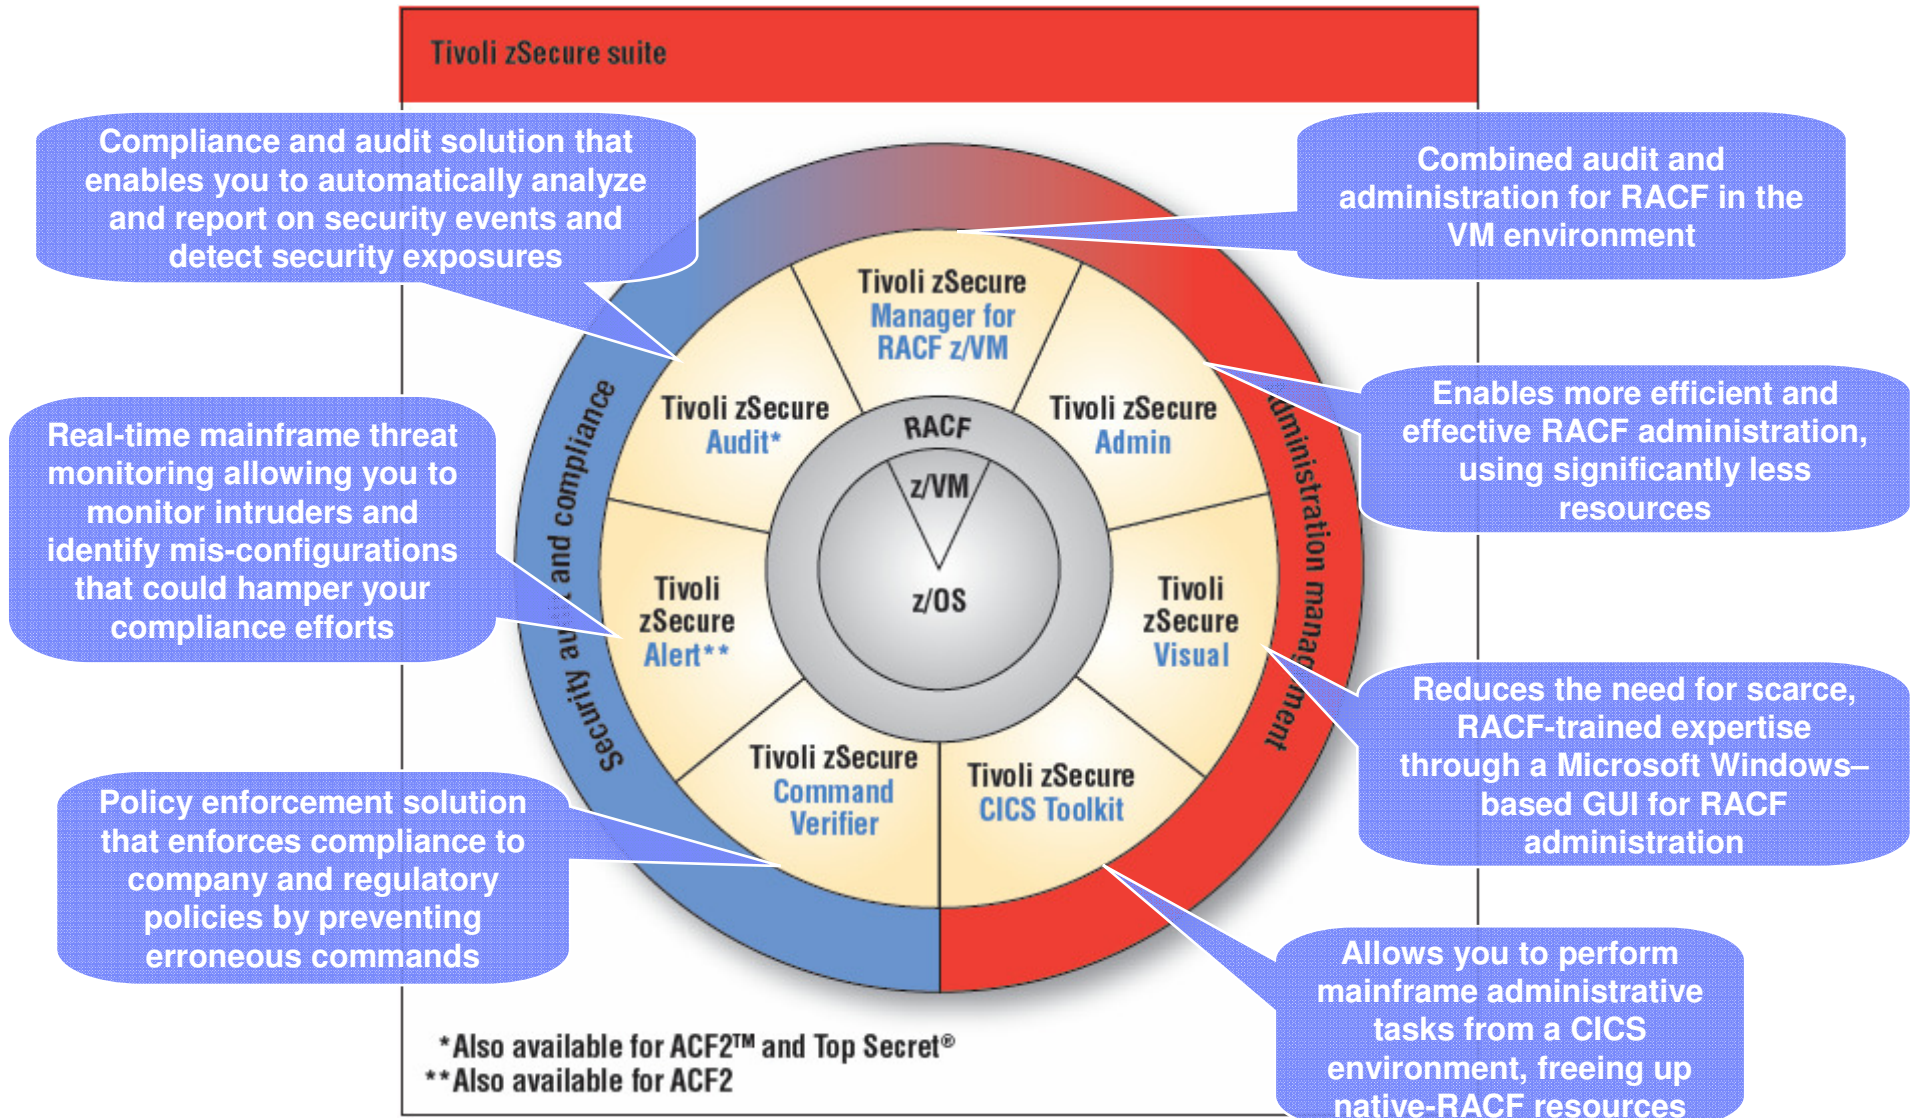 Tivoli zSecure suite
Compliance and audit solution that
enables you to automatically analyze
and report on security events and
detect security exposures
Combined audit and
administration for RACF in the
VM environment
Real-time mainframe threat
monitoring allowing you to
monitor intruders and
identify mis-configurations
that could hamper your
compliance efforts
Enables more efficient and
effective RACF administration,
using significantly less
resources
Policy enforcement solution
that enforces compliance to
company and regulatory
policies by preventing
erroneous commands
Reduces the need for scarce,
RACF-trained expertise
through a Microsoft Windows–
based GUI for RACF
administration
Allows you to perform
mainframe administrative
tasks from a CICS
environment, freeing up
native-RACF resources
Security audit and compliance
Administration management
Tivoli zSecure
Manager for
RACF z/VM
Tivoli zSecure
Audit*
Tivoli zSecure
Admin
Tivoli
zSecure
Alert**
Tivoli
zSecure
Visual
Tivoli zSecure
Command
Verifier
Tivoli zSecure
CICS Toolkit
RACF
z/VM
z/OS
*Also available for ACF2™ and Top Secret®
**Also available for ACF2